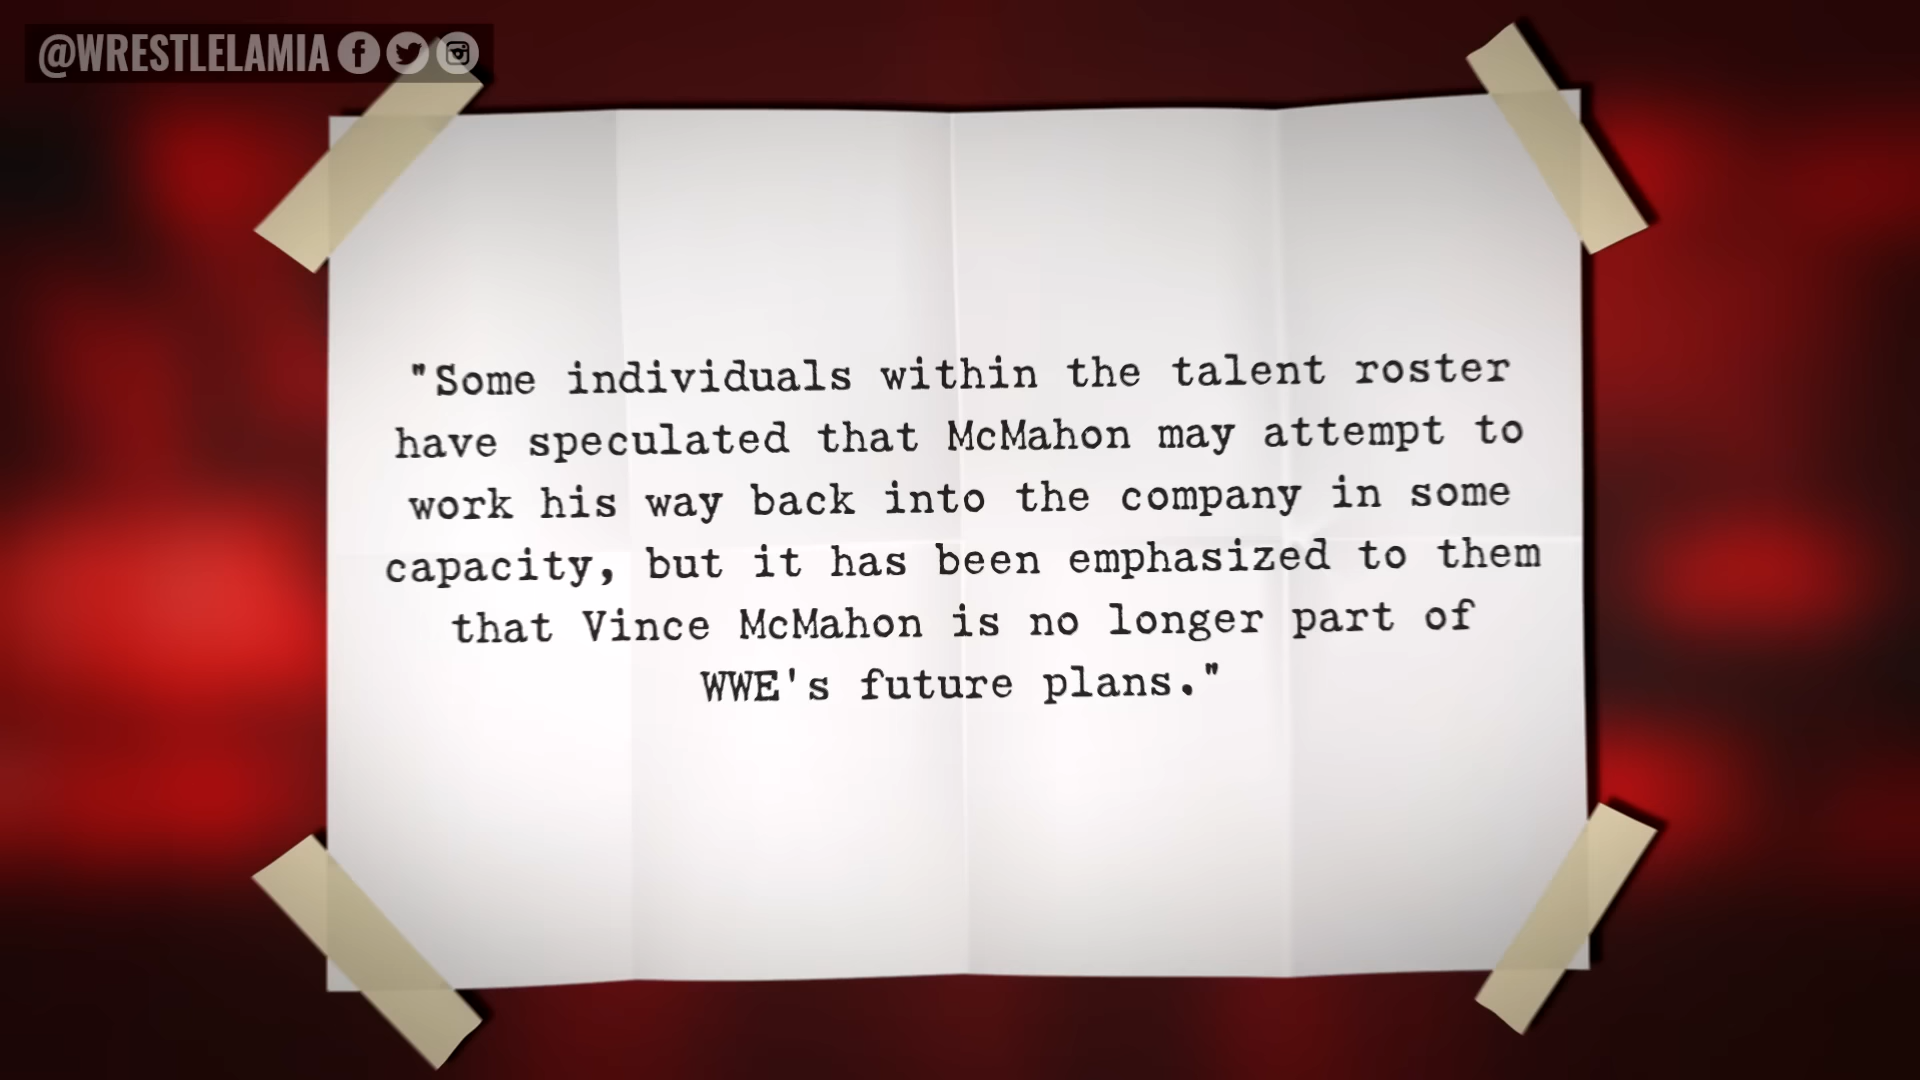 @WRESTLELAMIA
"Some individuals within the talent roster
have speculated that McMahon may attempt to
work his way back into the company in some
capacity, but it has been emphasized to them
that Vince McMahon is no longer part of
WWE's future plans."